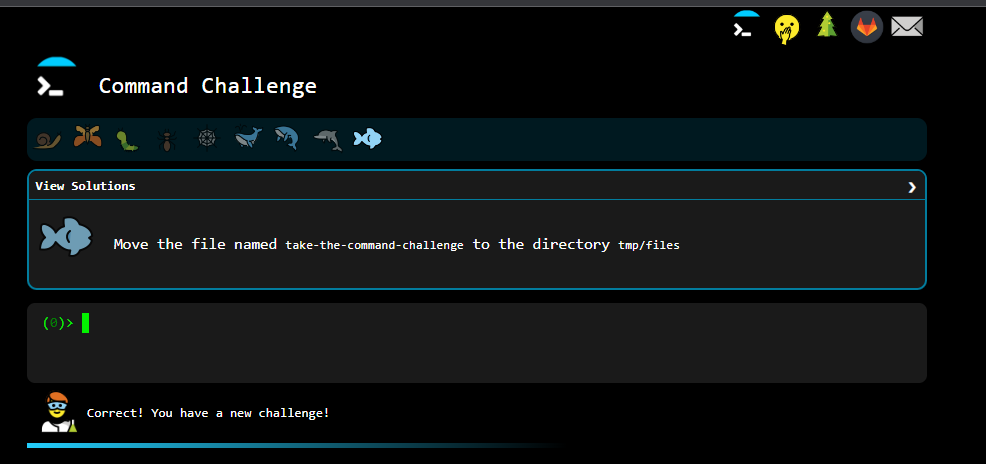 Command Challenge
View Solutions
Move the file named take-the-command-challenge to the directory tmp/files
(0)>
Correct! You have a new challenge!